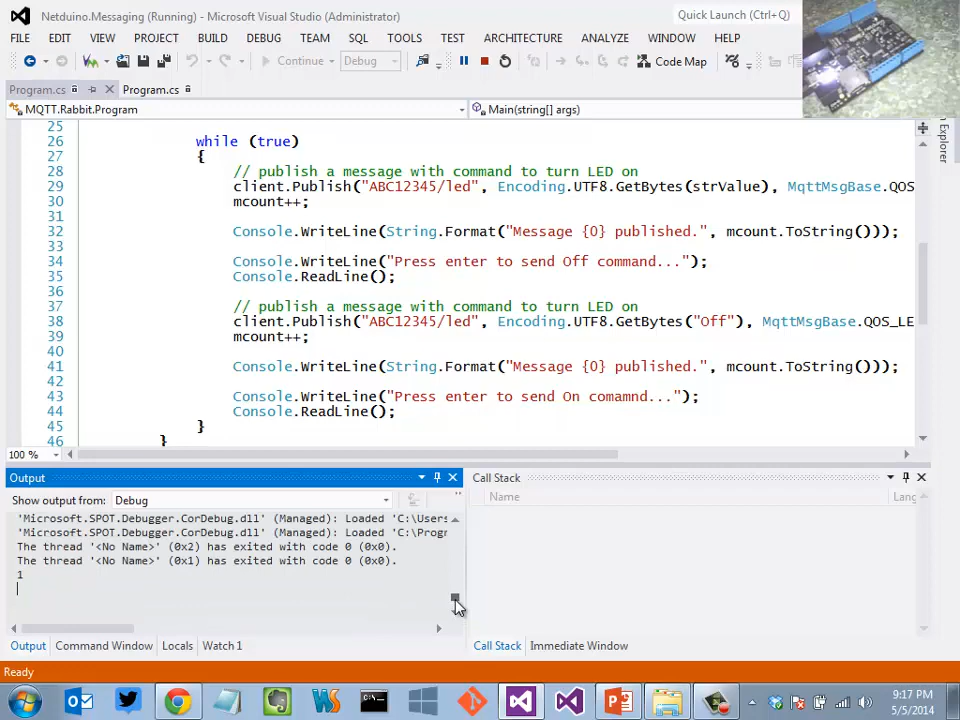 Netduino.Messaging (Running) - Microsoft Visual Studio (Administrator)
Quick Launch (Ctrl+Q)
FILE EDIT VIEW PROJECT BUILD DEBUG TEAM SQL TOOLS TEST ARCHITECTURE ANALYZE WINDOW HELP
Continue Debug Code Map
Program.cs Program.cs
MQTT.Rabbit.Program Main(string[] args)
Explorer
25
26 while (true)
27 {
28 // publish a message with command to turn LED on
29 client.Publish("ABC12345/led", Encoding.UTF8.GetBytes(strValue), MqttMsgBase.QOS
30 mcount++;
31
32 Console.WriteLine(String.Format("Message {0} published.", mcount.ToString()));
33
34 Console.WriteLine("Press enter to send Off command...");
35 Console.ReadLine();
36
37 // publish a message with command to turn LED on
38 client.Publish("ABC12345/led", Encoding.UTF8.GetBytes("Off"), MqttMsgBase.QOS_LE
39 mcount++;
40
41 Console.WriteLine(String.Format("Message {0} published.", mcount.ToString()));
42
43 Console.WriteLine("Press enter to send On comamnd...");
44 Console.ReadLine();
45 }
46 }
100 %
Output
Show output from: Debug
'Microsoft.SPOT.Debugger.CorDebug.dll' (Managed): Loaded 'C:\Users
'Microsoft.SPOT.Debugger.CorDebug.dll' (Managed): Loaded 'C:\Progr
The thread '<No Name>' (0x2) has exited with code 0 (0x0).
The thread '<No Name>' (0x1) has exited with code 0 (0x0).
1
Call Stack
Name Lang
Output Command Window Locals Watch 1
Call Stack Immediate Window
Ready
9:17 PM
5/5/2014